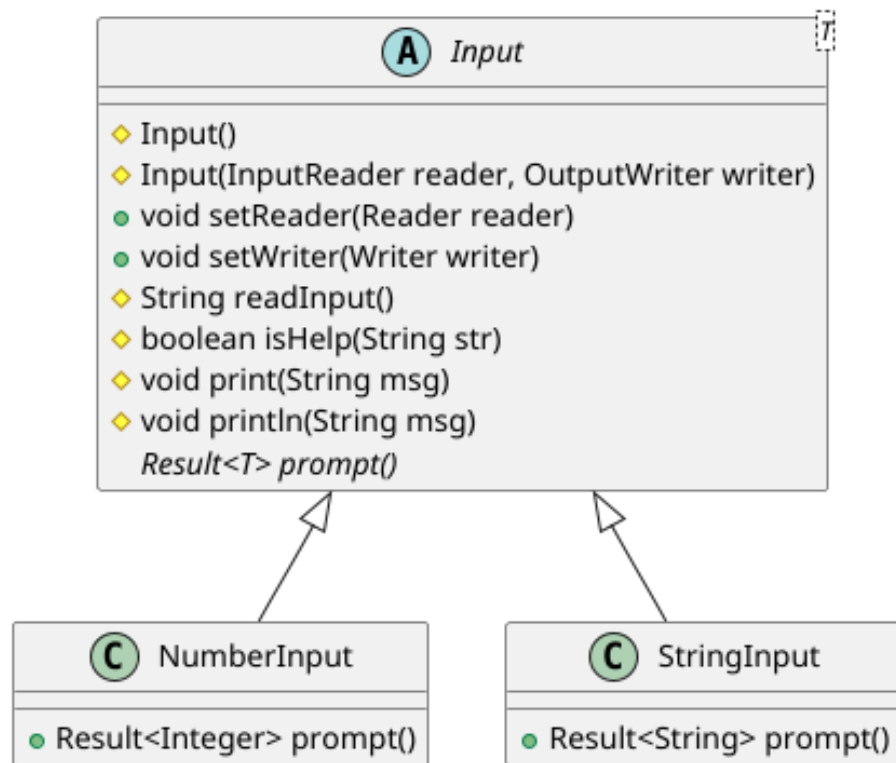 T
A Input
Input()
Input(InputReader reader, OutputWriter writer)
void setReader(Reader reader)
void setWriter(Writer writer)
String readInput()
boolean isHelp(String str)
void print(String msg)
void println(String msg)
Result<T> prompt()
C NumberInput
Result<Integer> prompt()
C StringInput
Result<String> prompt()